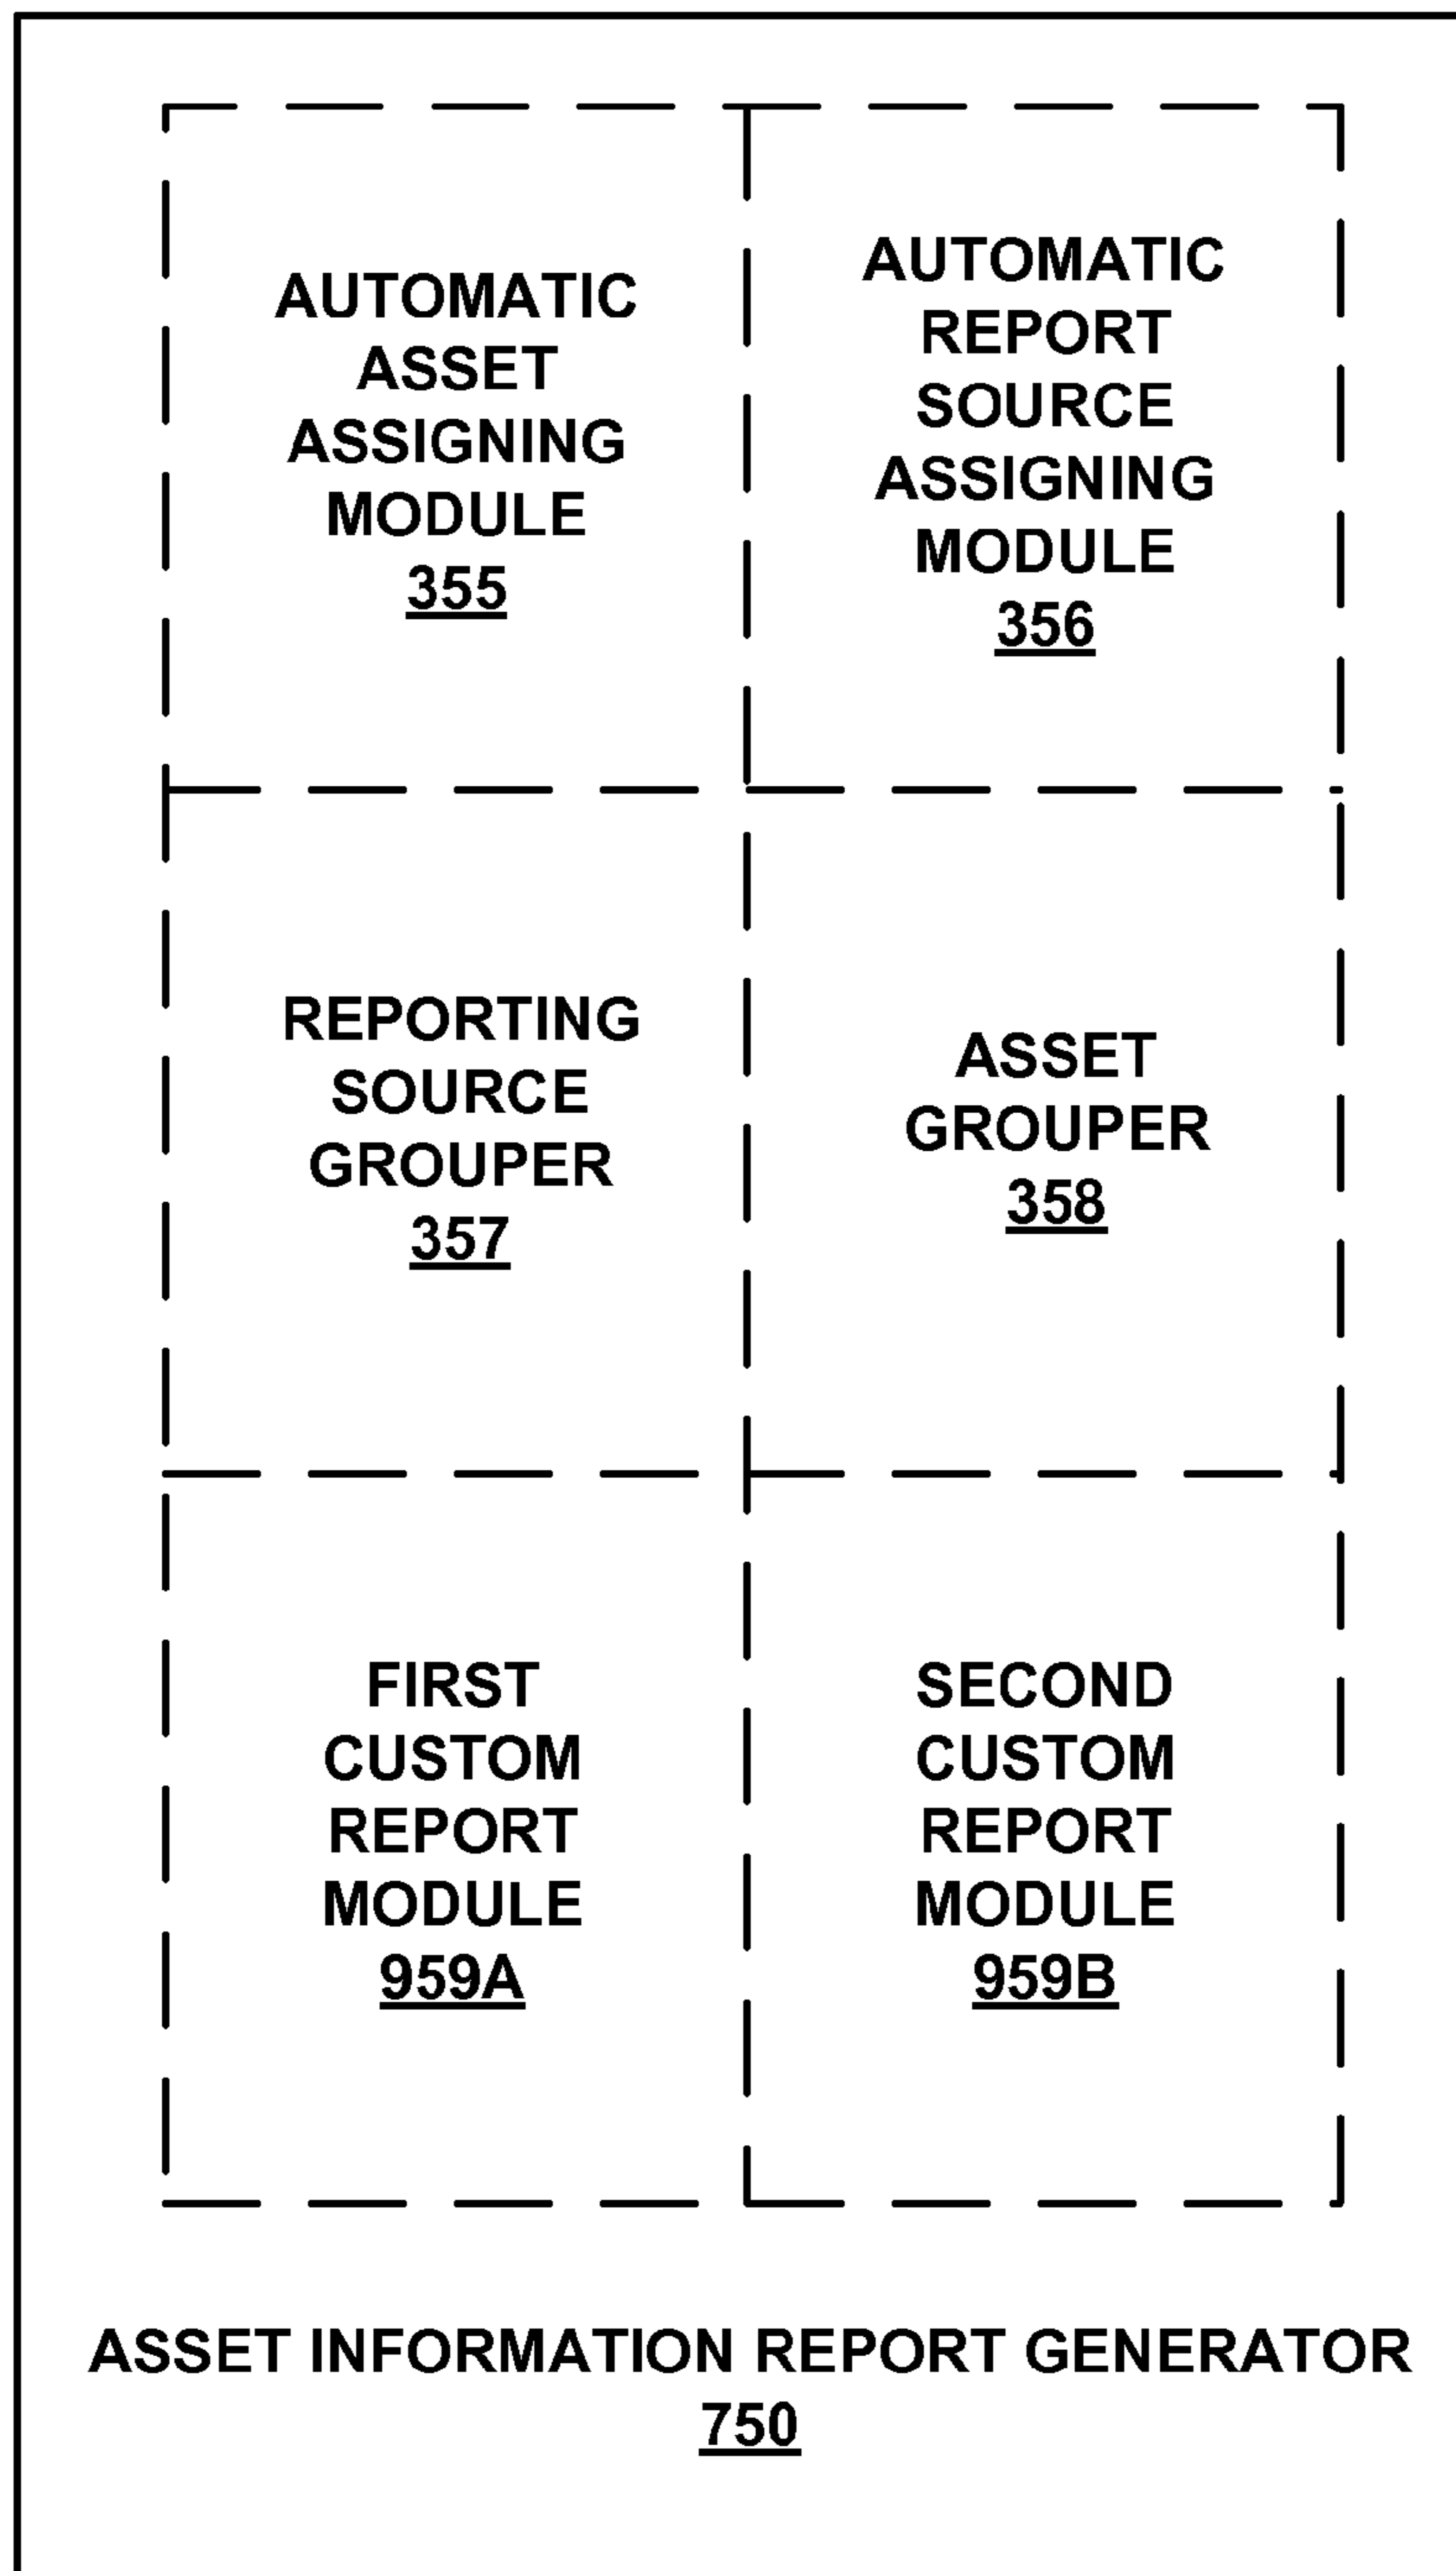 AUTOMATIC
ASSET
ASSIGNING
MODULE
355
AUTOMATIC
REPORT
SOURCE
ASSIGNING
MODULE
356
REPORTING
SOURCE
GROUPER
357
ASSET
GROUPER
358
FIRST
CUSTOM
REPORT
MODULE
959A
SECOND
CUSTOM
REPORT
MODULE
959B
ASSET INFORMATION REPORT GENERATOR
750